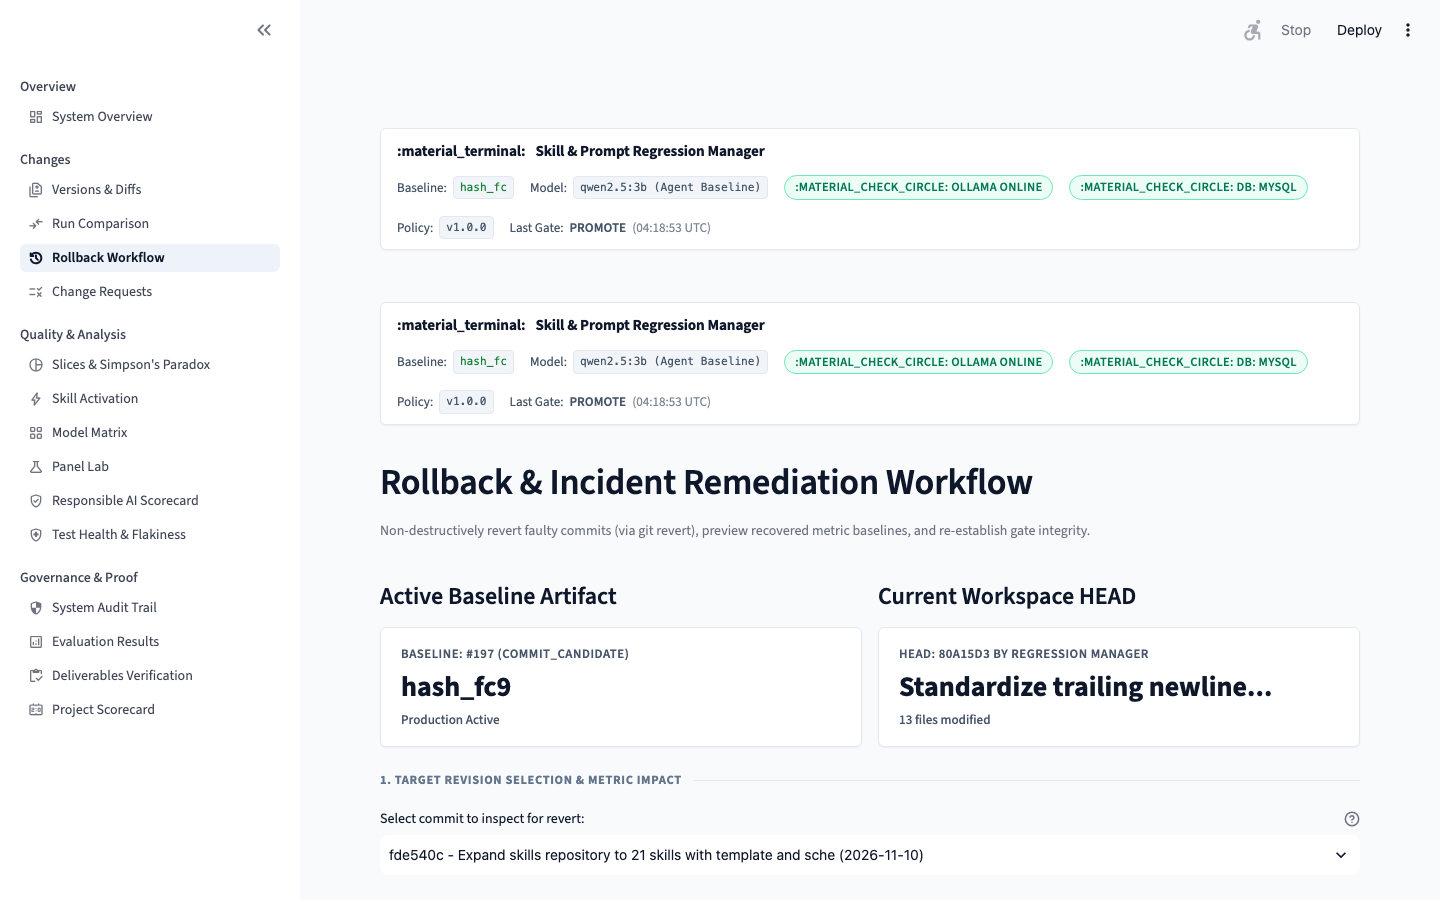 Stop Deploy
Overview
System Overview
Changes
Versions & Diffs
Run Comparison
Rollback Workflow
Change Requests
Quality & Analysis
Slices & Simpson's Paradox
Skill Activation
Model Matrix
Panel Lab
Responsible AI Scorecard
Test Health & Flakiness
Governance & Proof
System Audit Trail
Evaluation Results
Deliverables Verification
Project Scorecard
:material_terminal: Skill & Prompt Regression Manager
Baseline: hash_fc Model: qwen2.5:3b (Agent Baseline) :MATERIAL_CHECK_CIRCLE: OLLAMA ONLINE :MATERIAL_CHECK_CIRCLE: DB: MYSQL
Policy: v1.0.0 Last Gate: PROMOTE (04:18:53 UTC)
:material_terminal: Skill & Prompt Regression Manager
Baseline: hash_fc Model: qwen2.5:3b (Agent Baseline) :MATERIAL_CHECK_CIRCLE: OLLAMA ONLINE :MATERIAL_CHECK_CIRCLE: DB: MYSQL
Policy: v1.0.0 Last Gate: PROMOTE (04:18:53 UTC)
Rollback & Incident Remediation Workflow
Non-destructively revert faulty commits (via git revert), preview recovered metric baselines, and re-establish gate integrity.
Active Baseline Artifact
BASELINE: #197 (COMMIT_CANDIDATE)
hash_fc9
Production Active
Current Workspace HEAD
HEAD: 80A15D3 BY REGRESSION MANAGER
Standardize trailing newline...
13 files modified
1. TARGET REVISION SELECTION & METRIC IMPACT
Select commit to inspect for revert:
fde540c - Expand skills repository to 21 skills with template and sche (2026-11-10)